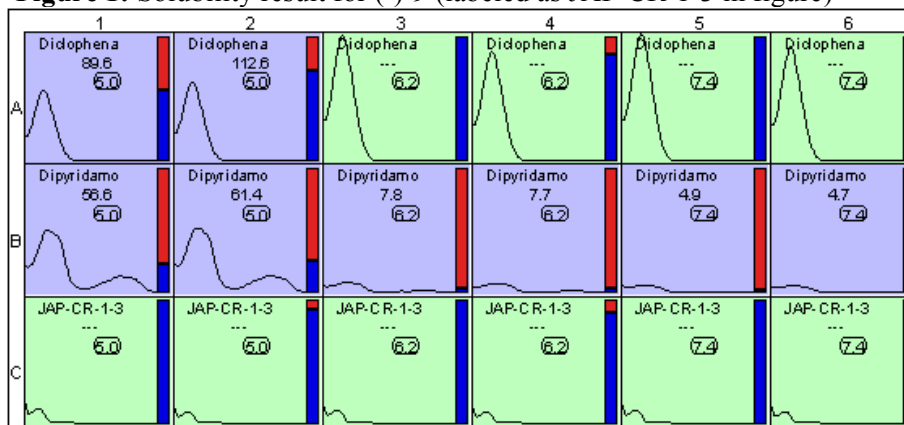 Figure 1: Solubility result for (-)-9 (labeled as JAP-CR-1-3 in figure)
1 2 3 4 5 6
A
Diclophena Diclophena Diclophena Diclophena Diclophena Diclophena
89.6 112.6 --- --- --- ---
5.0 5.0 6.2 6.2 7.4 7.4
B
Dipyridamo Dipyridamo Dipyridamo Dipyridamo Dipyridamo Dipyridamo
56.6 61.4 7.8 7.7 4.9 4.7
5.0 5.0 6.2 6.2 7.4 7.4
C
JAP-CR-1-3 JAP-CR-1-3 JAP-CR-1-3 JAP-CR-1-3 JAP-CR-1-3 JAP-CR-1-3
--- --- --- --- --- ---
5.0 5.0 6.2 6.2 7.4 7.4